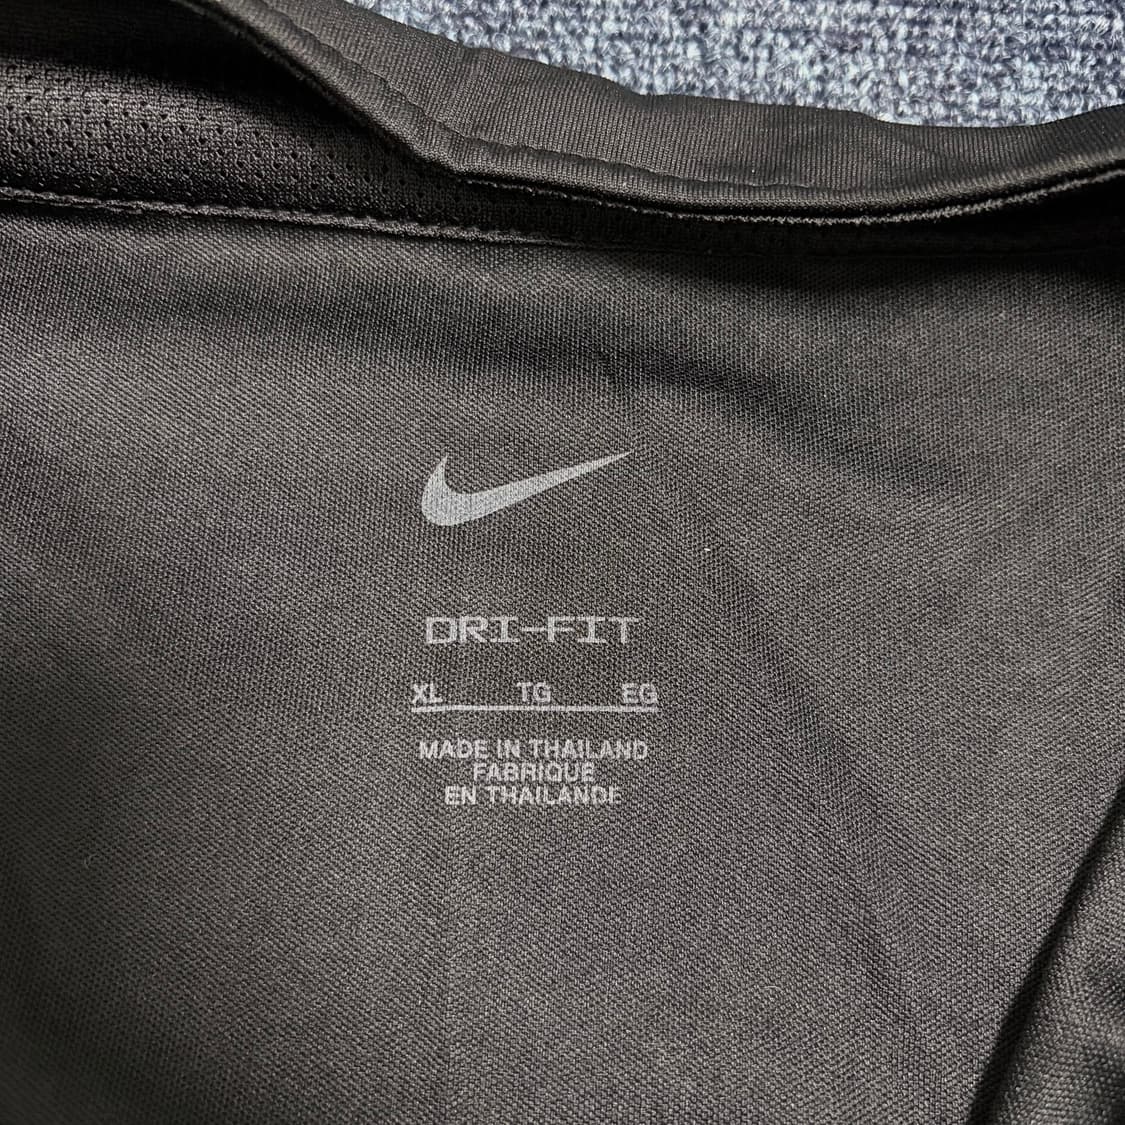 DRI-FIT
XL TG EG
MADE IN THAILAND
FABRIQUE
EN THAILANDE